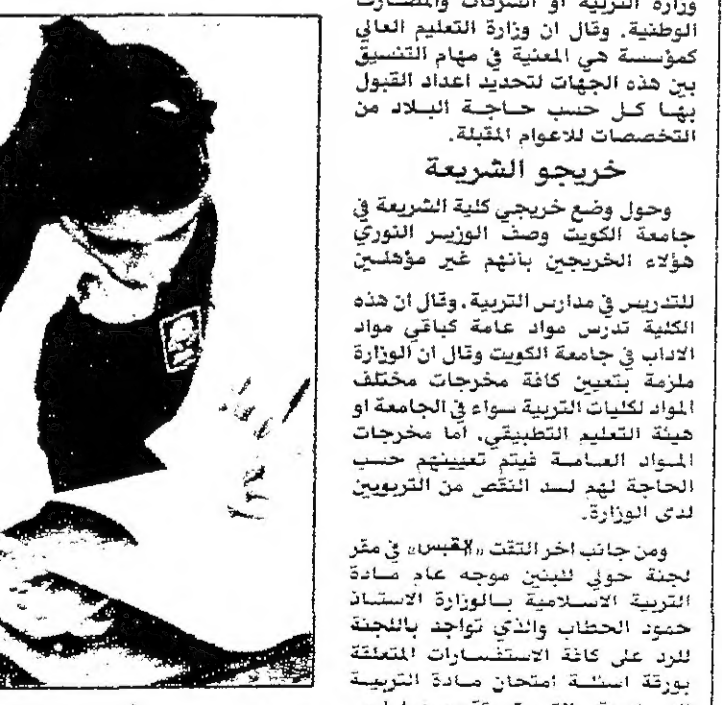 وزارة التربية او الشركات والمصارف
الوطنية. وقال ان وزارة التعليم العالي
كمؤسسة هي المعنية في مهام التنسيق
بين هذه الجهات لتحديد اعداد القبول
بها كل حسب حاجة البلاد من
التخصصات للاعوام المقبلة.
خريجو الشريعة
وحول وضع خريجي كلية الشريعة في
جامعة الكويت وصف الوزير النوري
هؤلاء الخريجين بانهم غير مؤهلين
للتدريس في مدارس التربية. وقال ان هذه
الكلية تدرس مواد عامة كباقي مواد
الاداب في جامعة الكويت وقال ان الوزارة
ملزمة بتعيين كافة مخرجات مختلف
المواد لكليات التربية سواء في الجامعة او
هيئة التعليم التطبيقي. اما مخرجات
المواد العامة فيتم تعيينهم حسب
الحاجة لهم لسد النقص من التربويين
لدى الوزارة.
ومن جانب اخر التقت «القبس» في مقر
لجنة حولي للبنين موجه عام مادة
التربية الاسلامية بالوزارة الاستاذ
حمود الحطاب والذي تواجد باللجنة
للرد على كافة الاستفسارات المتعلقة
بورقة اسئلة امتحان مادة التربية